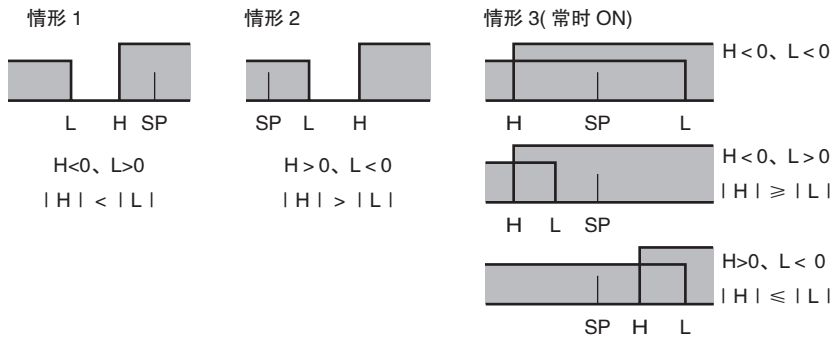 情形 1
L H SP
H<0、L>0
| H | < | L |
情形 2
SP L H
H > 0、L < 0
| H | > | L |
情形 3( 常时 ON)
H < 0、L < 0
H SP L
H < 0、L > 0
| H | ≥ | L |
H L SP
H>0、L < 0
| H | ≤ | L |
SP H L